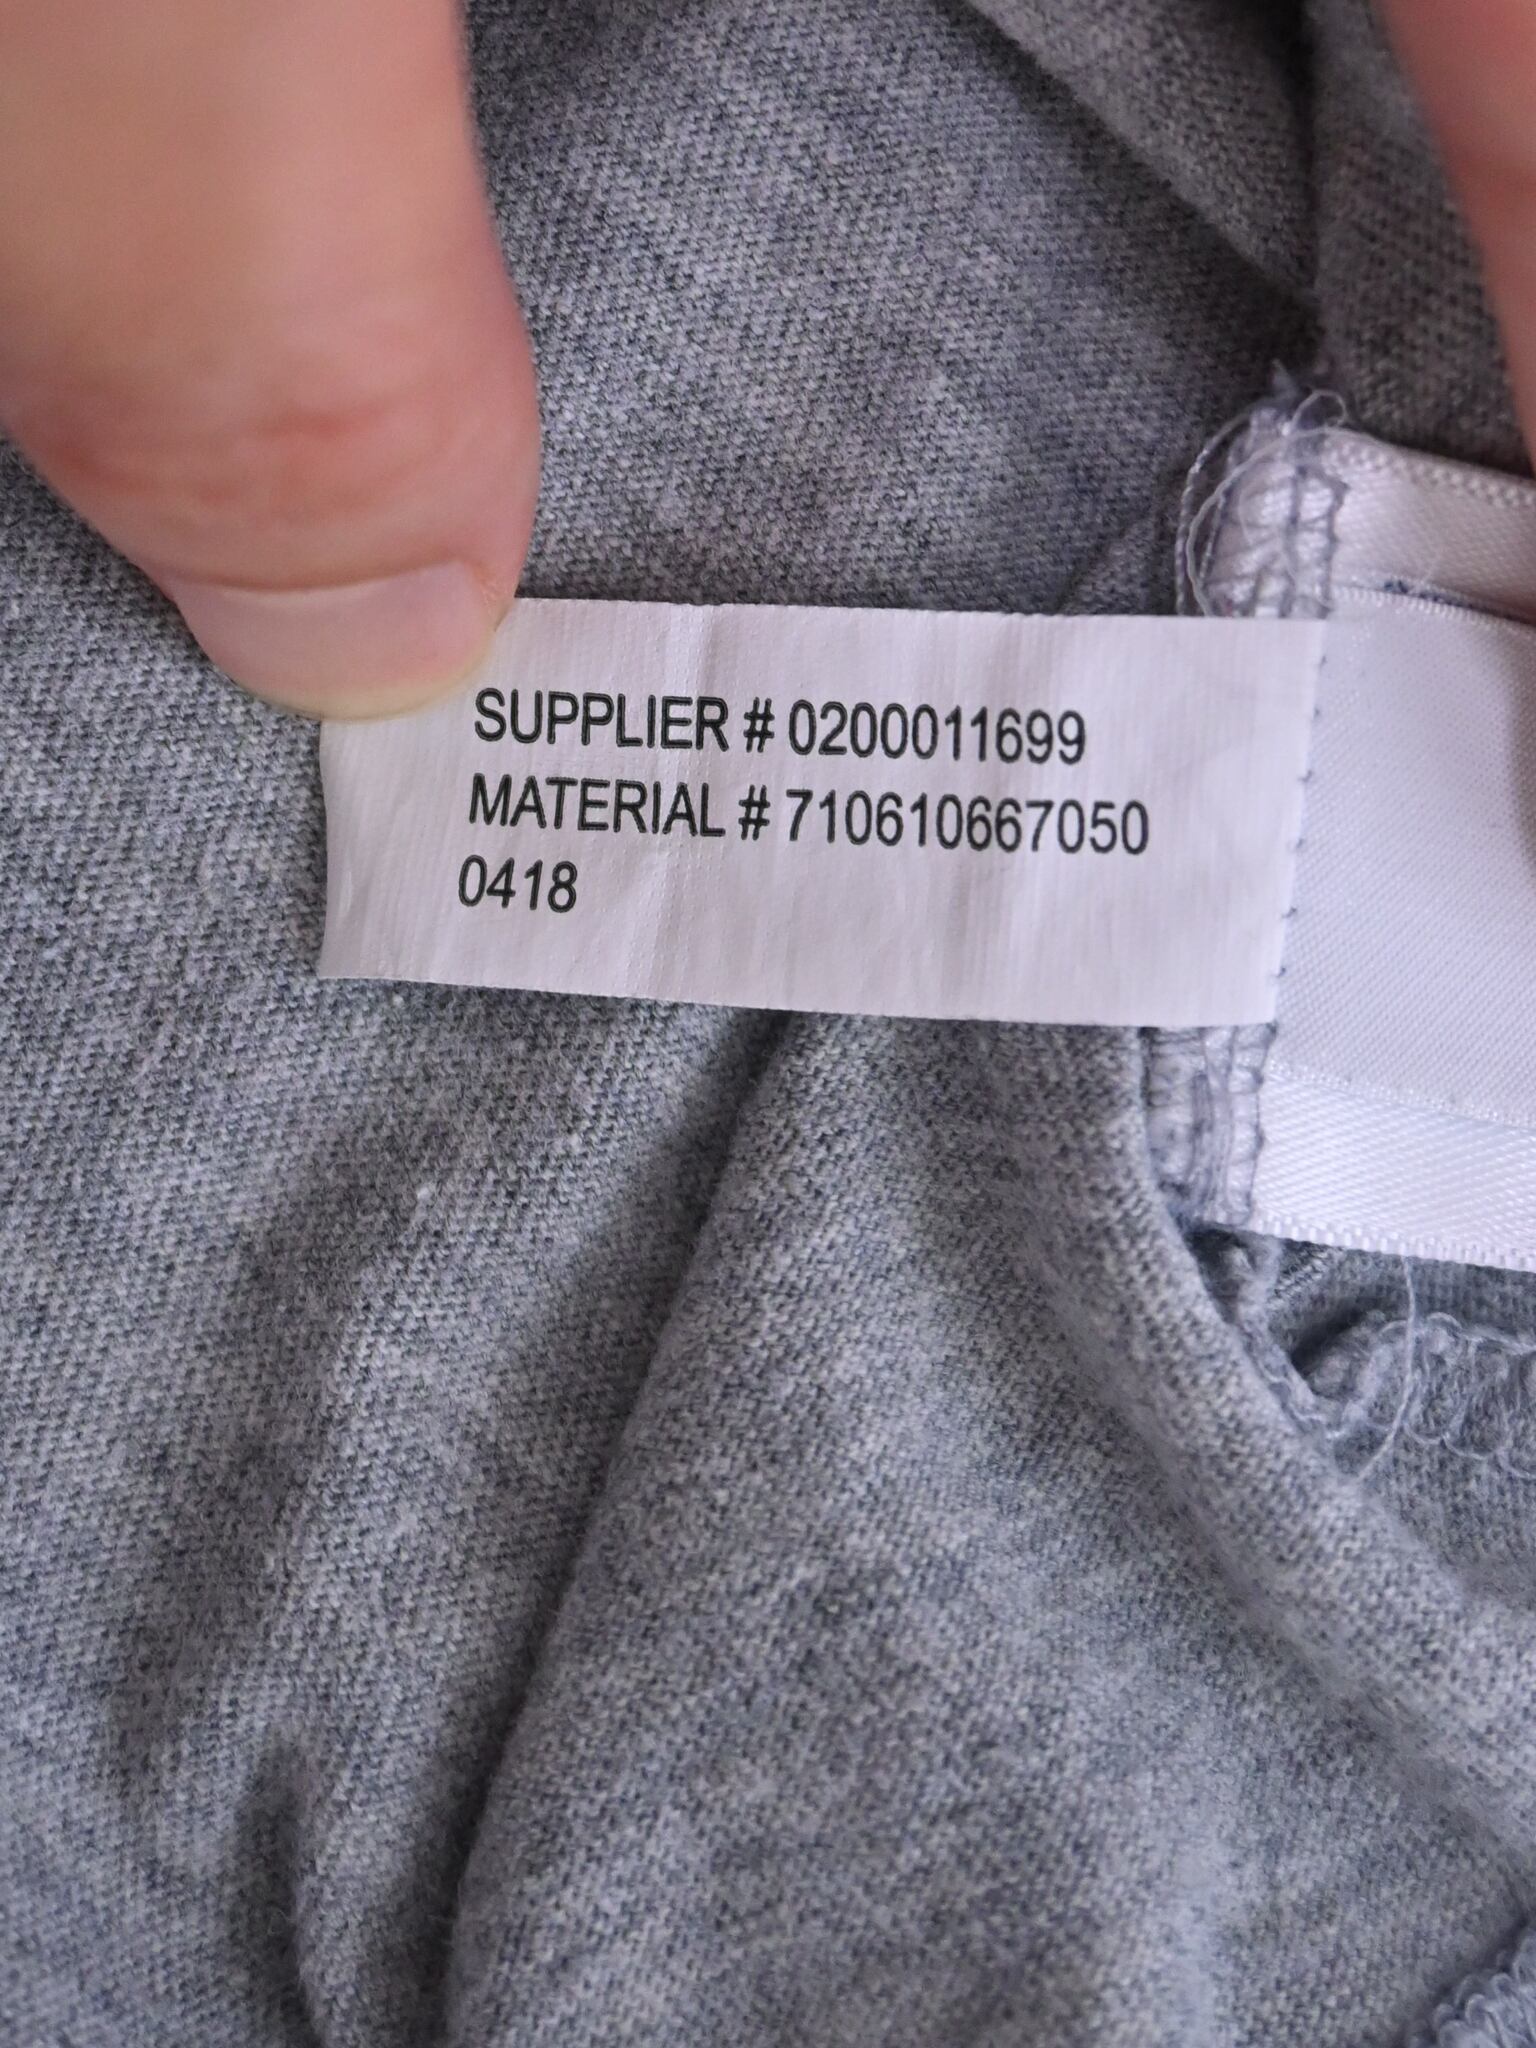 SUPPLIER # 0200011699
MATERIAL # 710610667050
0418